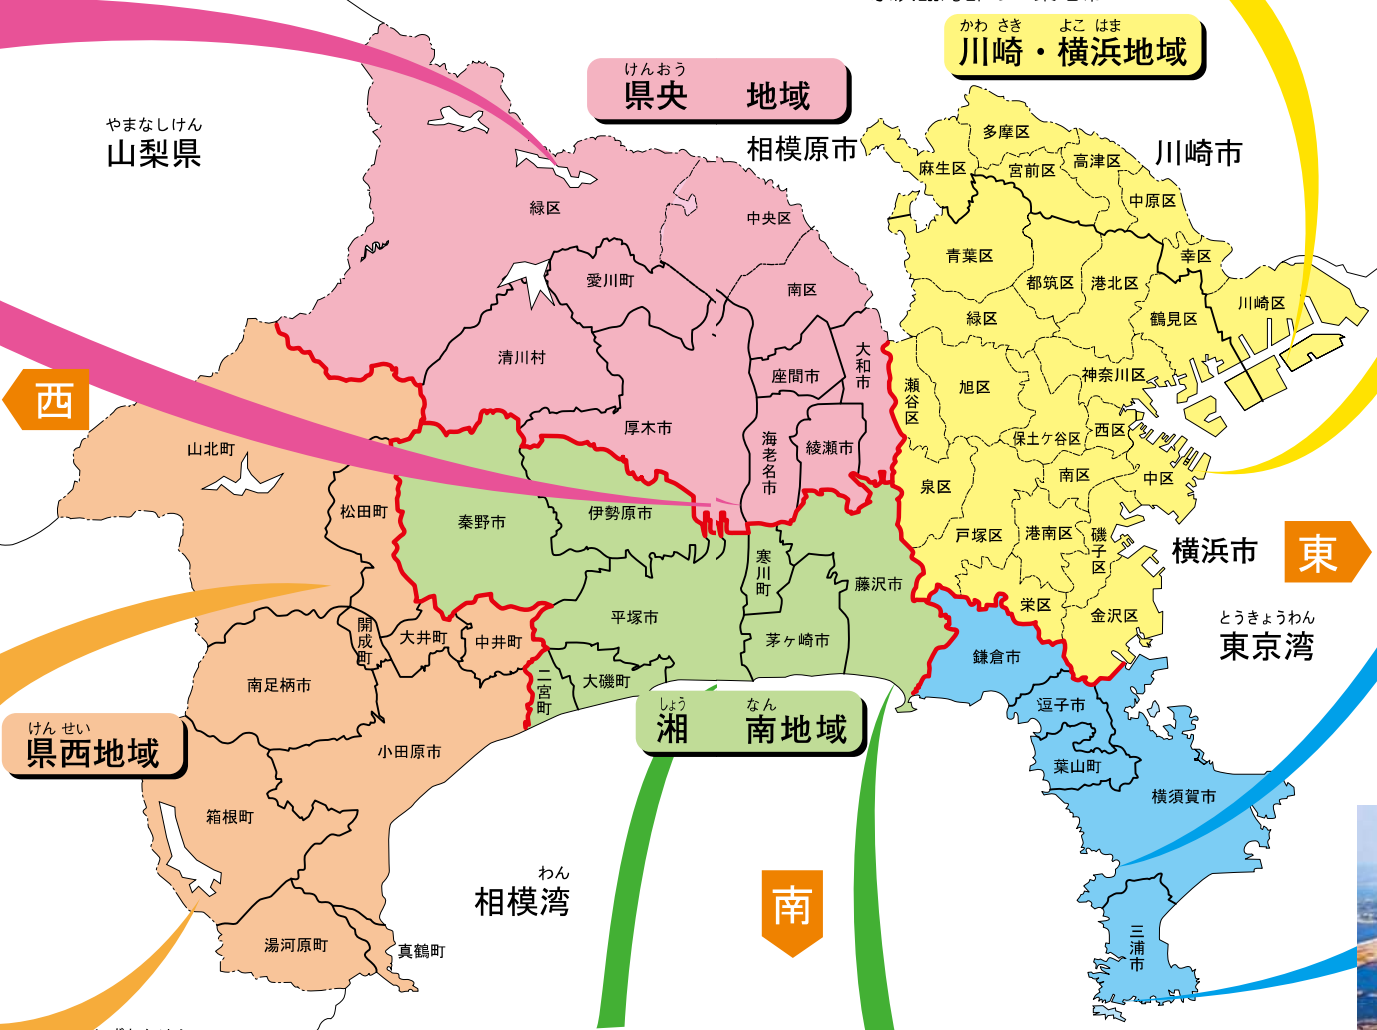 かわ さき よこ はま
川崎・横浜地域
けんおう
県央 地域
やまなしけん
山梨県
相模原市
川崎市
多摩区
麻生区
宮前区
高津区
中原区
緑区
中央区
青葉区
幸区
愛川町
南区
都筑区
港北区
川崎区
緑区
鶴見区
清川村
大和市
座間市
瀬谷区
旭区
神奈川区
西
厚木市
海老名市
綾瀬市
保土ケ谷区
西区
山北町
南区
中区
泉区
松田町
秦野市
伊勢原市
戸塚区
港南区
磯子区
横浜市
東
寒川町
藤沢市
栄区
金沢区
とうきょうわん
東京湾
平塚市
茅ヶ崎市
開成町
大井町
中井町
鎌倉市
南足柄市
二宮町
大磯町
逗子市
しょう なん
湘 南地域
けん せい
県西地域
小田原市
葉山町
横須賀市
箱根町
わん
相模湾
南
湯河原町
真鶴町
三浦市